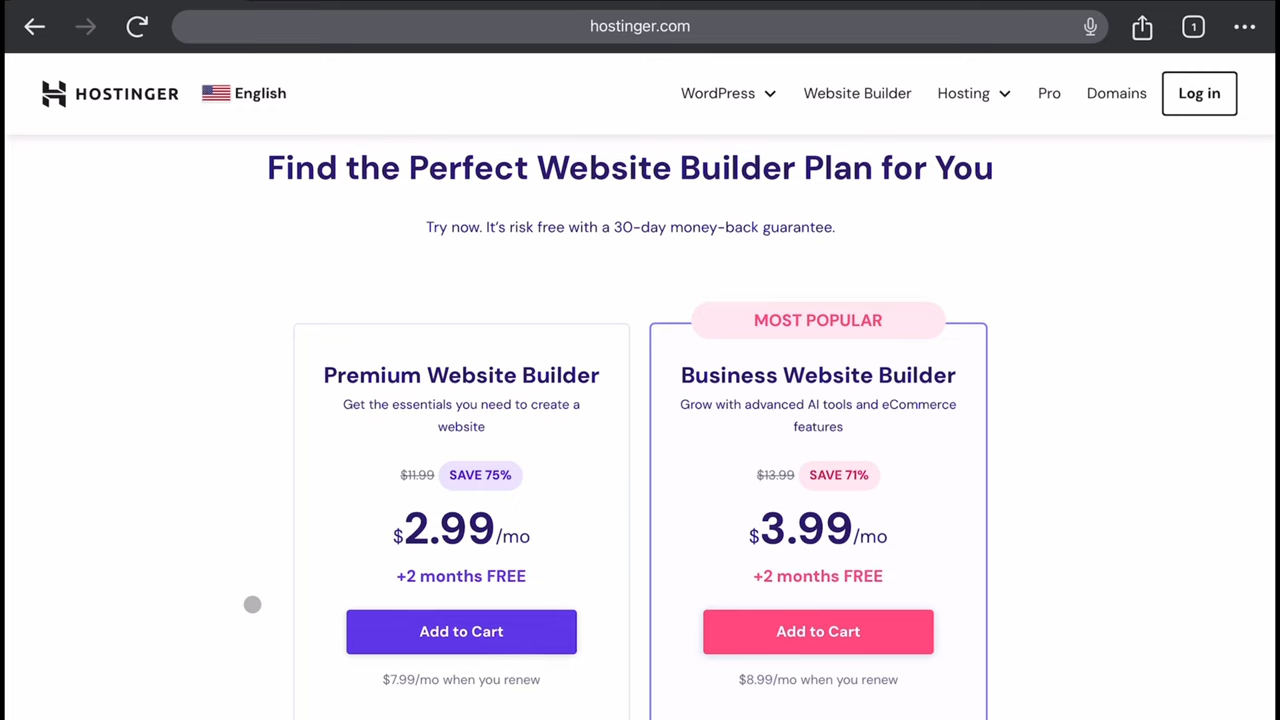 hostinger.com
1
HOSTINGER
English
WordPress
Website Builder
Hosting
Pro
Domains
Log in
Find the Perfect Website Builder Plan for You
Try now. It’s risk free with a 30-day money-back guarantee.
Premium Website Builder
Get the essentials you need to create a
website
$11.99 SAVE 75%
$2.99/mo
+2 months FREE
Add to Cart
$7.99/mo when you renew
MOST POPULAR
Business Website Builder
Grow with advanced AI tools and eCommerce
features
$13.99 SAVE 71%
$3.99/mo
+2 months FREE
Add to Cart
$8.99/mo when you renew